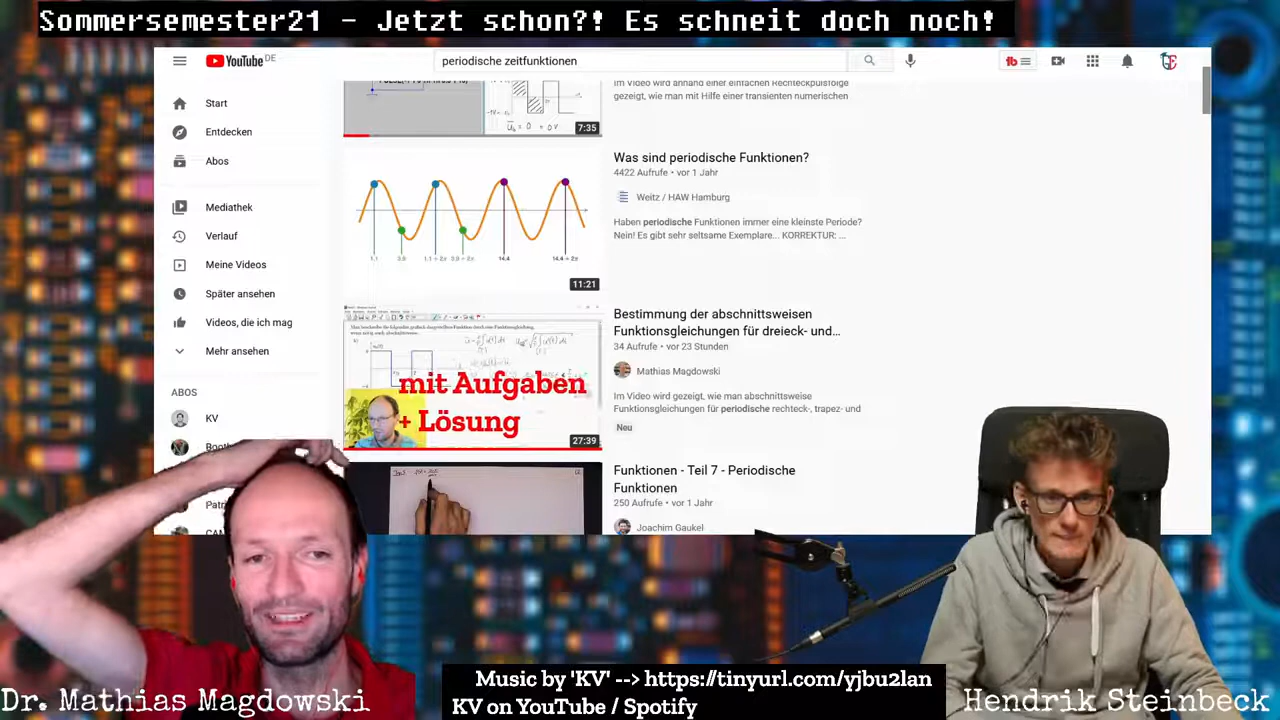 Sommersemester21 - Jetzt schon?! Es schneit doch noch!
YouTube DE
periodische zeitfunktionen
Start
Entdecken
Abos
Mediathek
Verlauf
Meine Videos
Später ansehen
Videos, die ich mag
Mehr ansehen
ABOS
KV
Im Video wird anhand einer einfachen Rechteckpulsfolge
gezeigt, wie man mit Hilfe einer transienten numerischen
7:35
Was sind periodische Funktionen?
4422 Aufrufe • vor 1 Jahr
Weitz / HAW Hamburg
Haben periodische Funktionen immer eine kleinste Periode?
Nein! Es gibt sehr seltsame Exemplare... KORREKTUR: ...
11:21
Bestimmung der abschnittsweisen
Funktionsgleichungen für dreieck- und...
34 Aufrufe • vor 23 Stunden
Mathias Magdowski
Im Video wird gezeigt, wie man abschnittsweise
Funktionsgleichungen für periodische rechteck-, trapez- und
Neu
mit Aufgaben
+ Lösung
27:39
Funktionen - Teil 7 - Periodische
Funktionen
250 Aufrufe • vor 1 Jahr
Joachim Gaukel
Dr. Mathias Magdowski
Music by 'KV' --> https://tinyurl.com/yjbu2lan
KV on YouTube / Spotify
Hendrik Steinbeck